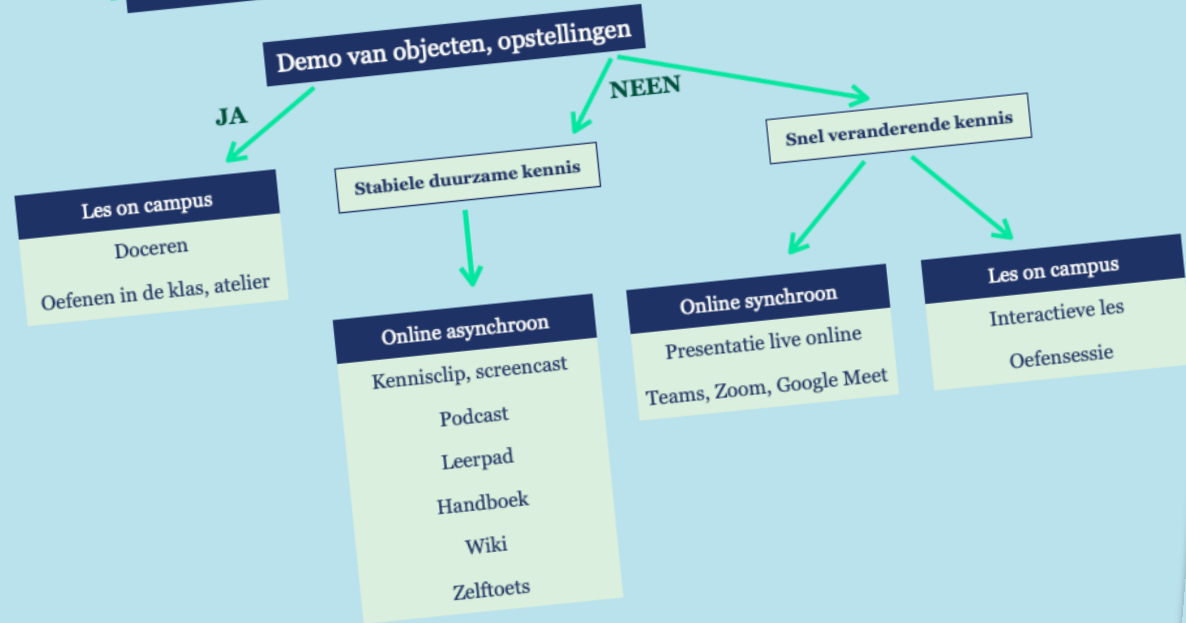 Demo van objecten, opstellingen
JA
NEEN
Les on campus
Doceren
Oefenen in de klas, atelier
Stabiele duurzame kennis
Online asynchroon
Kennisclip, screencast
Podcast
Leerpad
Handboek
Wiki
Zelftoets
Snel veranderende kennis
Online synchroon
Presentatie live online
Teams, Zoom, Google Meet
Les on campus
Interactieve les
Oefensessie